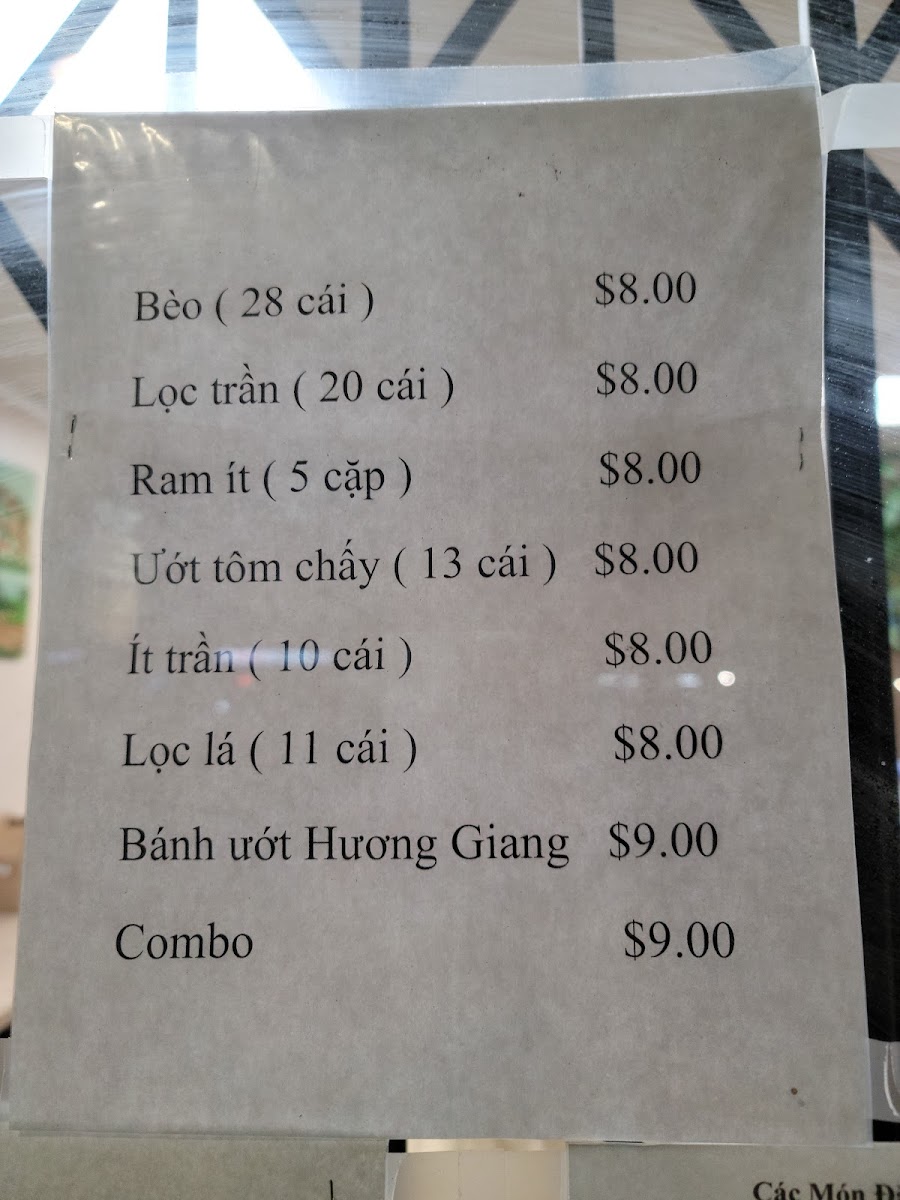 Bèo ( 28 cái ) $8.00
Lọc trần ( 20 cái ) $8.00
Ram ít ( 5 cặp ) $8.00
Ướt tôm chấy ( 13 cái ) $8.00
Ít trần ( 10 cái ) $8.00
Lọc lá ( 11 cái ) $8.00
Bánh ướt Hương Giang $9.00
Combo $9.00
Các Món